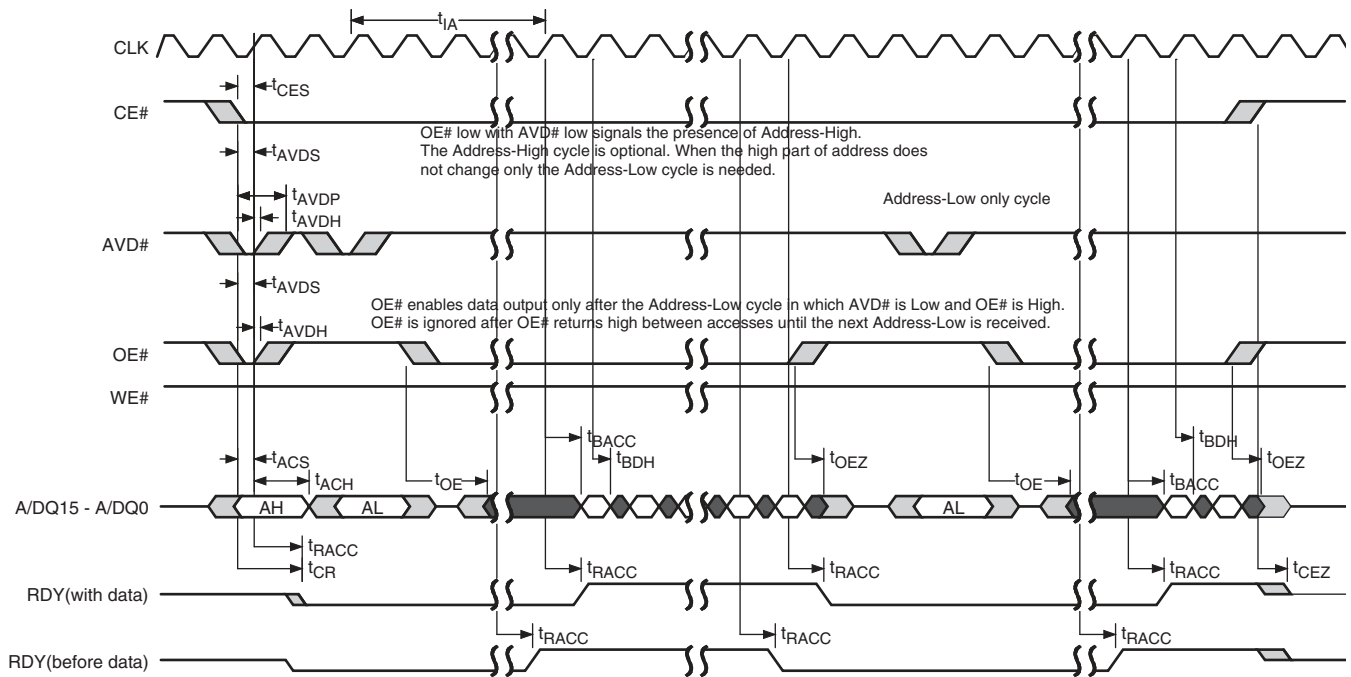 tIA
CLK
tCES
CE#
OE# low with AVD# low signals the presence of Address-High.
The Address-High cycle is optional. When the high part of address does
not change only the Address-Low cycle is needed.
tAVDS
tAVDP
Address-Low only cycle
tAVDH
AVD#
tAVDS
OE# enables data output only after the Address-Low cycle in which AVD# is Low and OE# is High.
OE# is ignored after OE# returns high between accesses until the next Address-Low is received.
tAVDH
OE#
WE#
tBACC
tBDH
tACS
tBDH
tOEZ
tOEZ
tACH
tOE
tOE
tBACC
A/DQ15 - A/DQ0
AH
AL
AL
tRACC
tCR
tRACC
tRACC
tRACC
tCEZ
RDY(with data)
tRACC
tRACC
tRACC
RDY(before data)